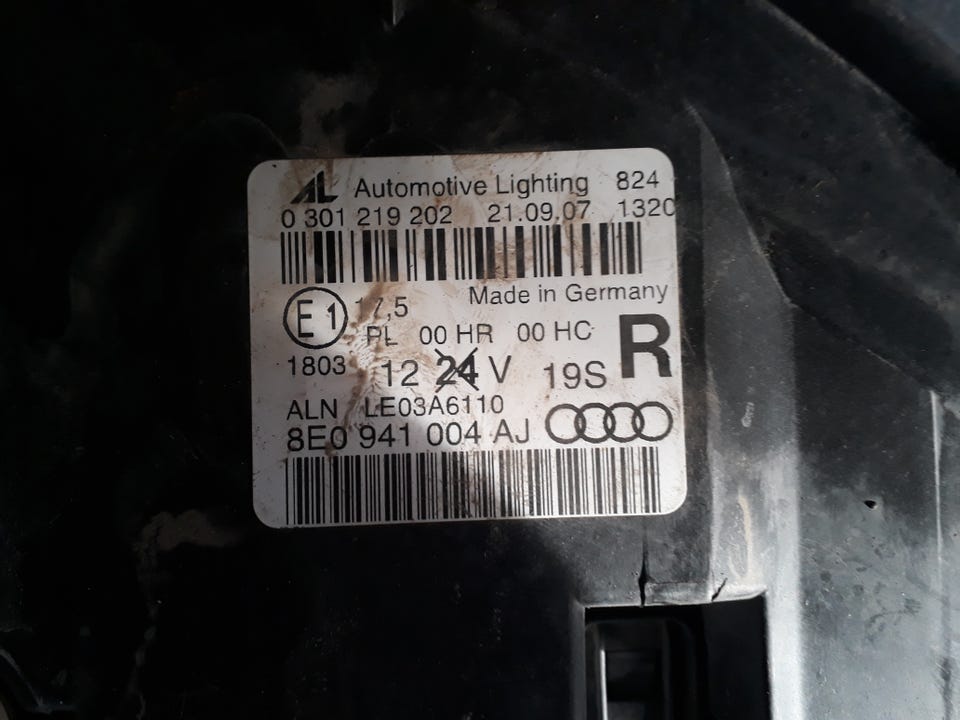 AL Automotive Lighting 824
0 301 219 202 21.09.07 1320
Made in Germany
E1 17,5
PL 00 HR 00 HC R
1803 12 24 V 19S
ALN LE03A6110
8E0 941 004 AJ